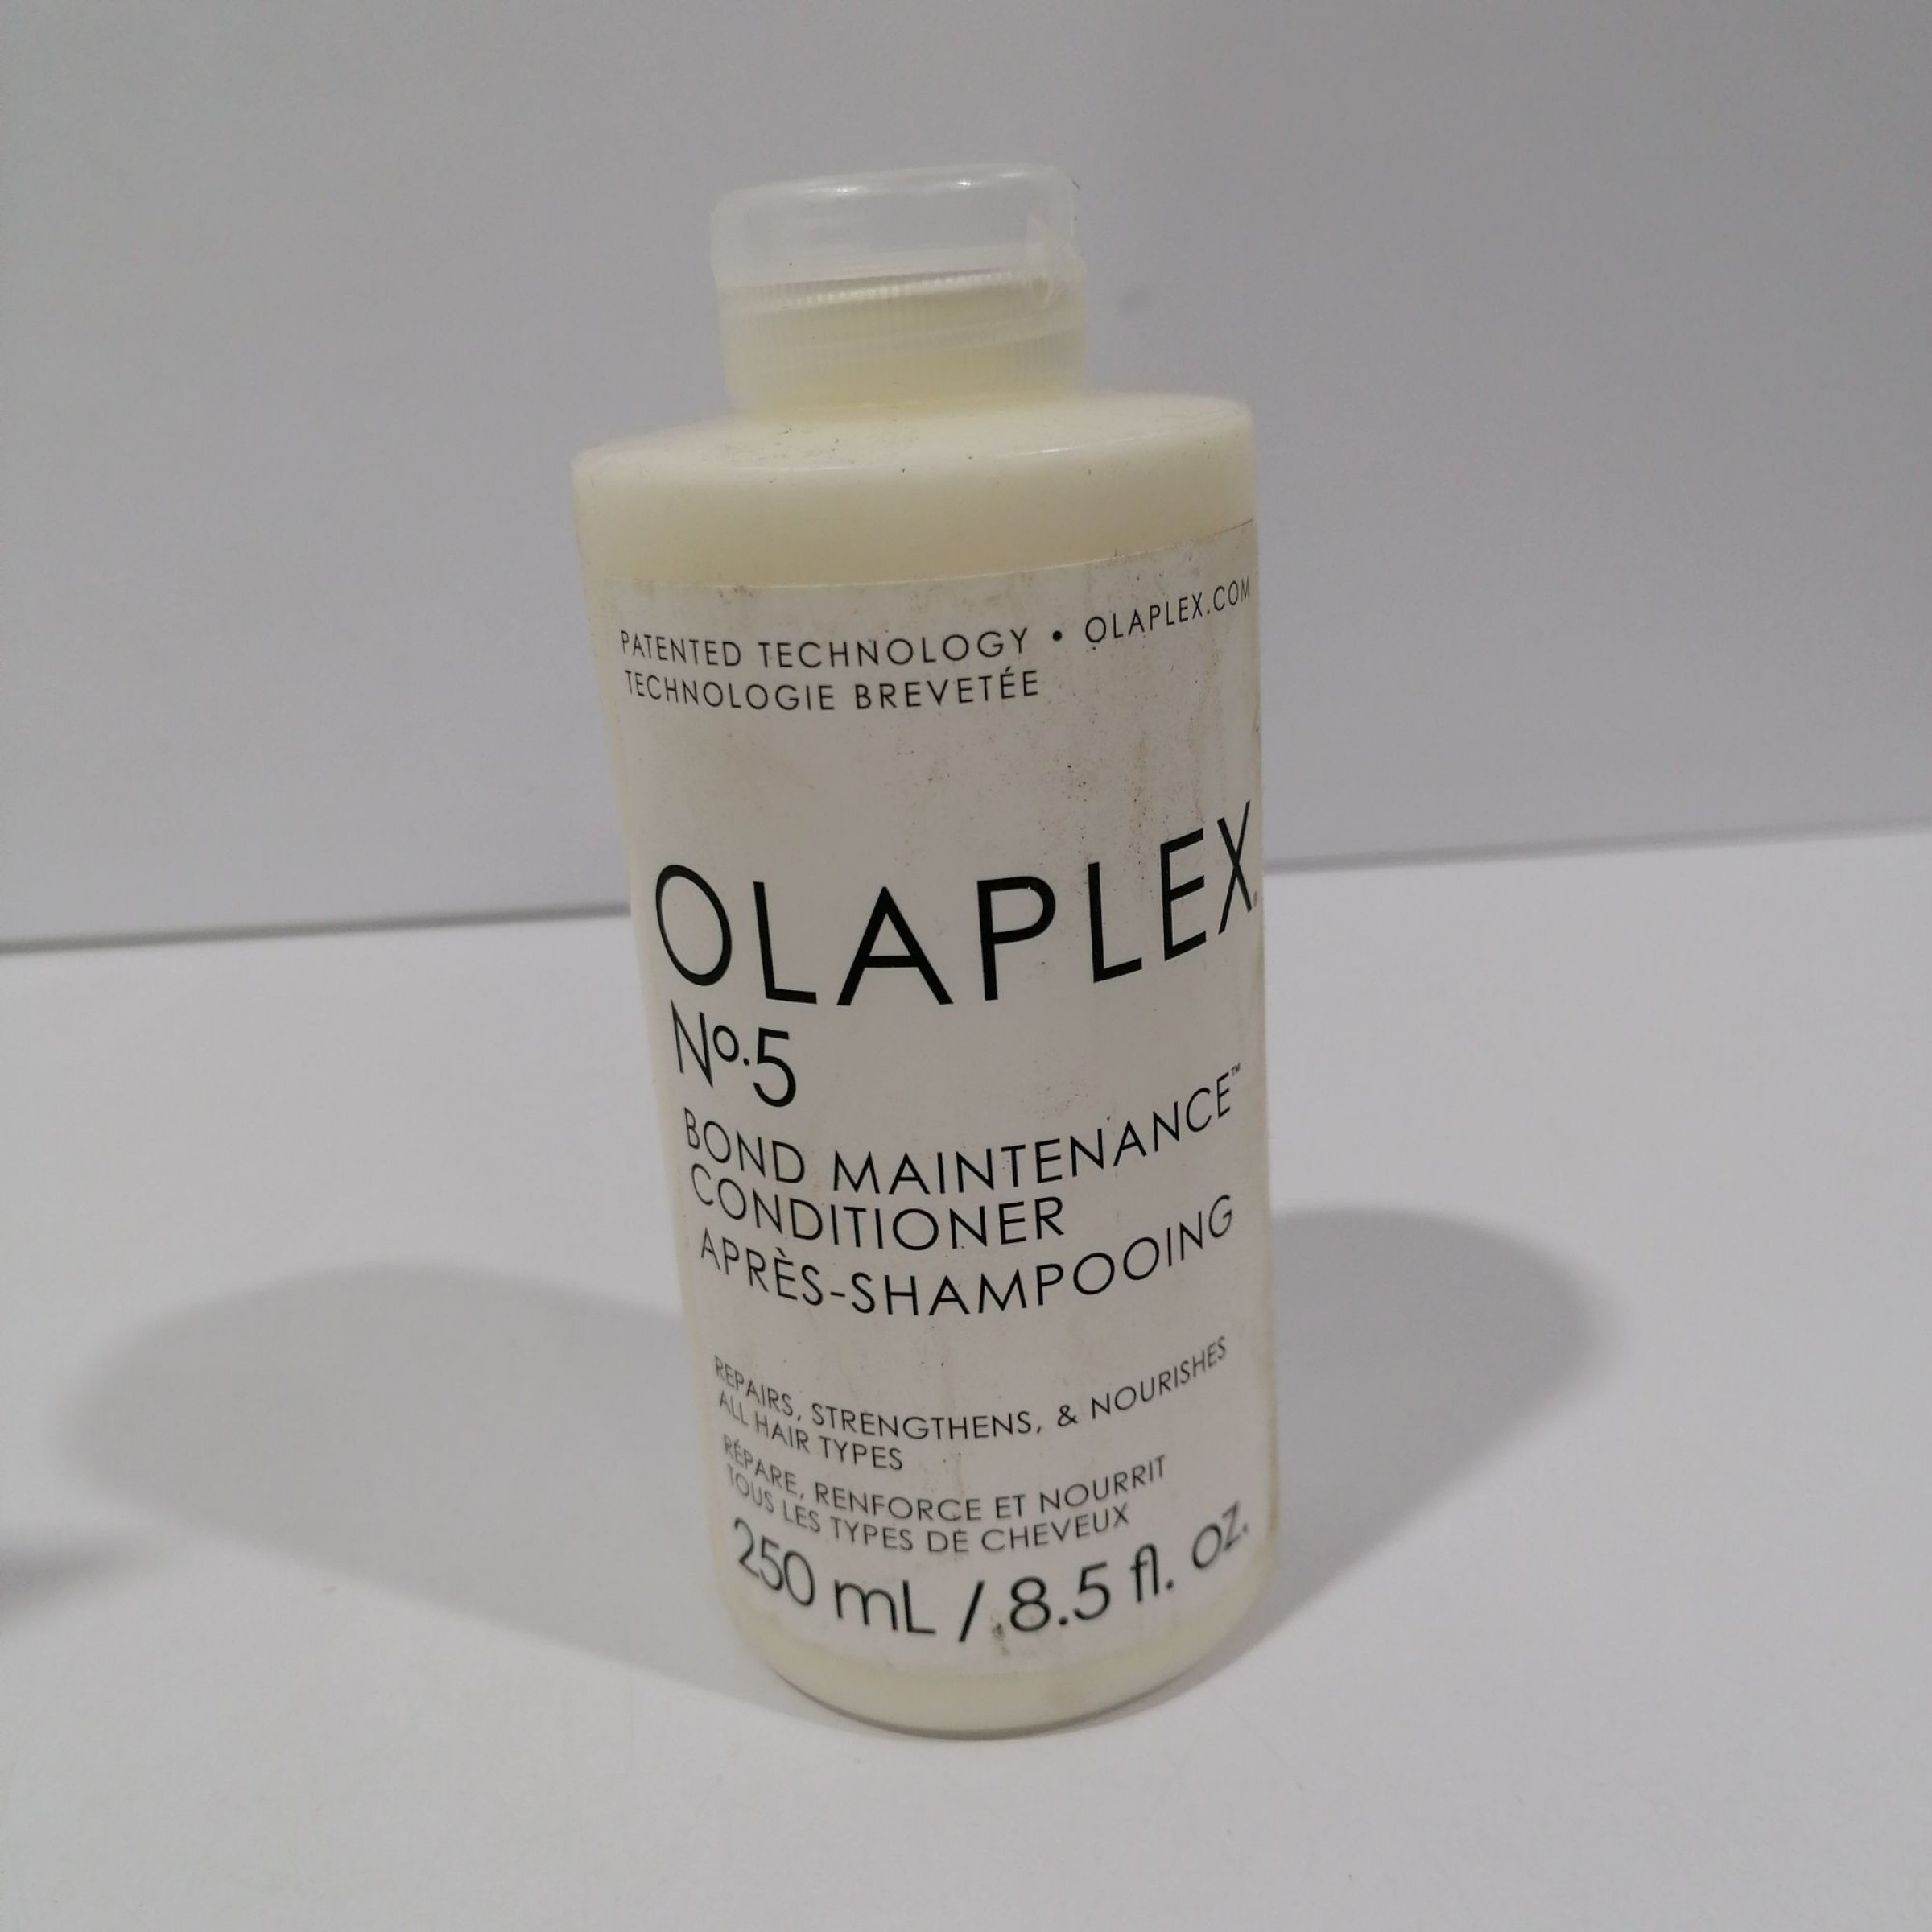 PATENTED TECHNOLOGY • OLAPLEX.COM
TECHNOLOGIE BREVETÉE
OLAPLEX.
Nº.5
BOND MAINTENANCE™
CONDITIONER
APRÈS-SHAMPOOING
REPAIRS, STRENGTHENS, & NOURISHES
ALL HAIR TYPES
RÉPARE, RENFORCE ET NOURRIT
TOUS LES TYPES DE CHEVEUX
250 mL / 8.5 fl. oz.